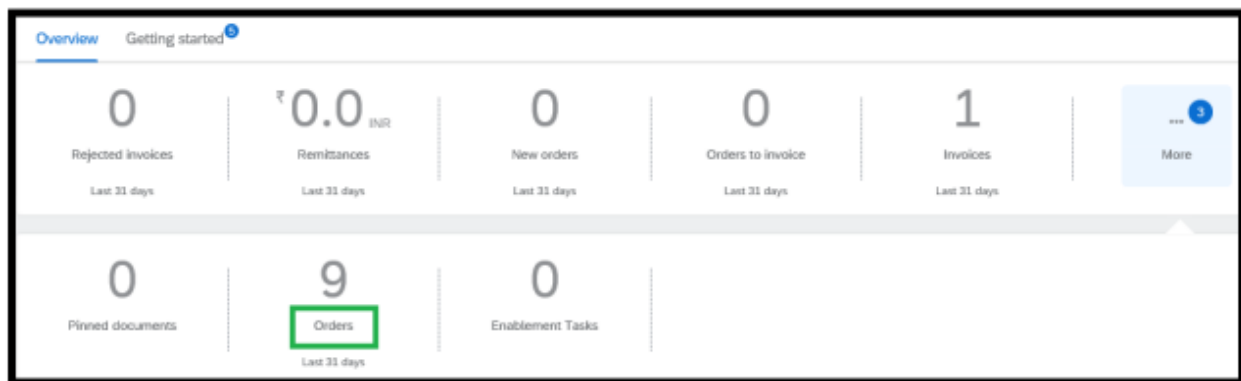 Overview Getting started 5
0 ₹0.0 INR 0 0 1 ... 3
Rejected invoices Remittances New orders Orders to invoice Invoices More
Last 31 days Last 31 days Last 31 days Last 31 days Last 31 days
0 9 0
Pinned documents Orders Enablement Tasks
Last 31 days